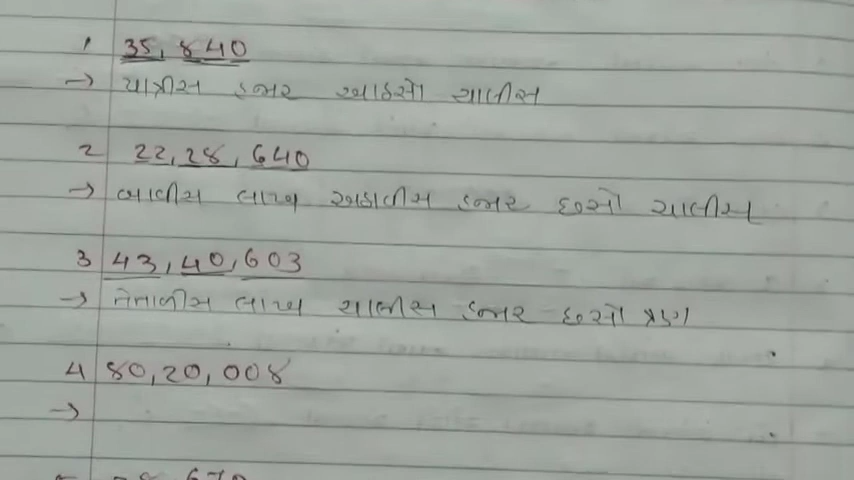 1 35,840
→ પાંત્રીસ હજાર આઠસો ચાલીસ
2 22,28,640
→ બાવીસ લાખ અઠાવીસ હજાર છસો ચાલીસ
3 43,40,603
→ તેતાલીસ લાખ ચાલીસ હજાર છસો ત્રણ
4 80,20,008
→